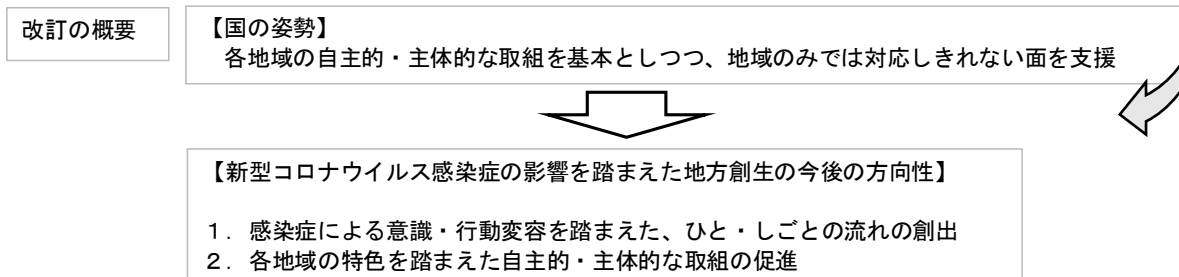 改訂の概要
【国の姿勢】
各地域の自主的・主体的な取組を基本としつつ、地域のみでは対応しきれない面を支援
【新型コロナウイルス感染症の影響を踏まえた地方創生の今後の方向性】
１．感染症による意識・行動変容を踏まえた、ひと・しごとの流れの創出
２．各地域の特色を踏まえた自主的・主体的な取組の促進